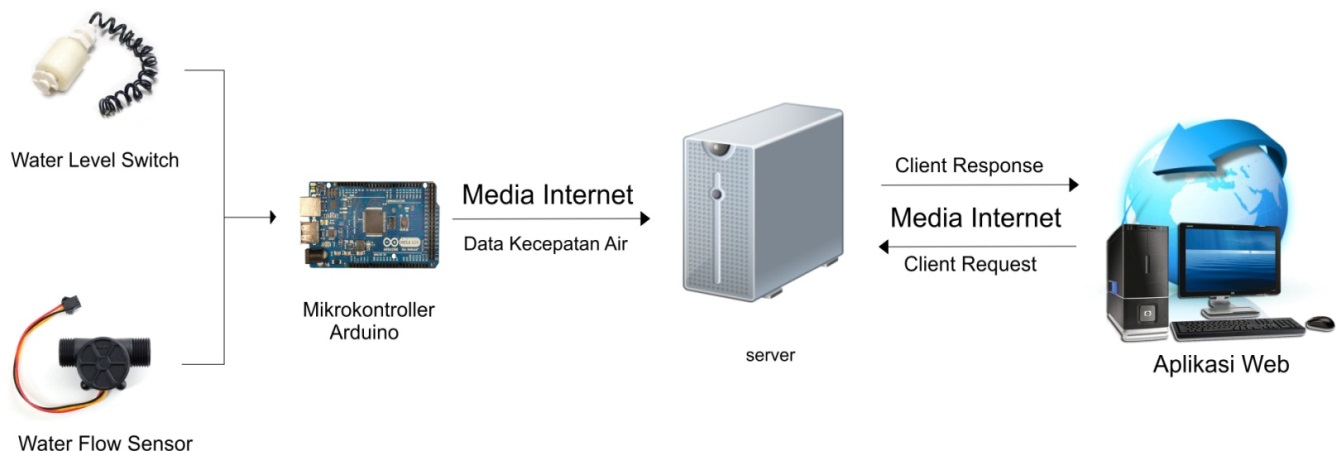 Water Level Switch
Water Flow Sensor
Mikrokontroller
Arduino
Media Internet
Data Kecepatan Air
server
Client Response
Media Internet
Client Request
Aplikasi Web